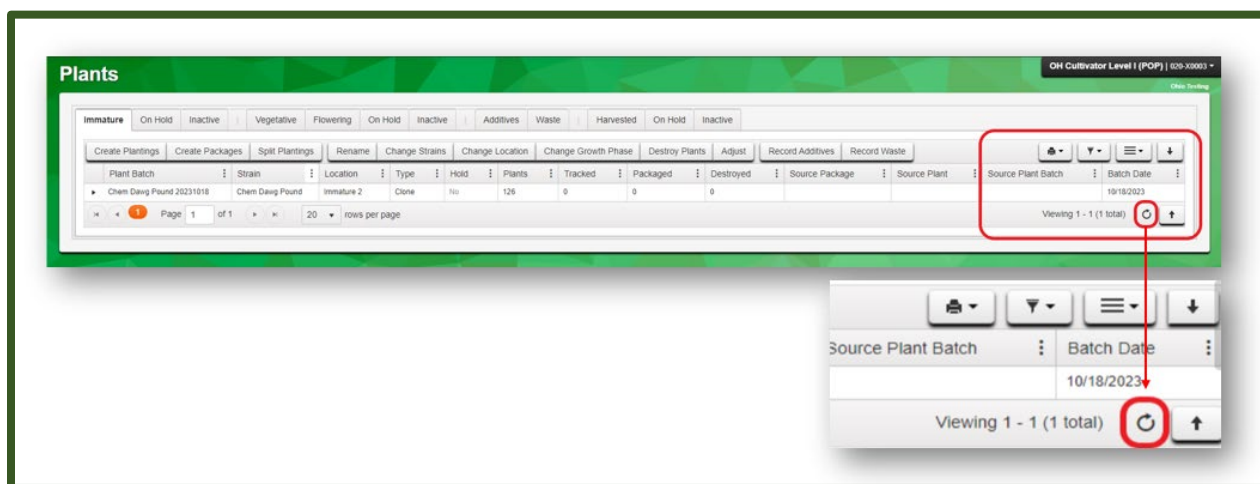 Plants
OH Cultivator Level I (POP) | 020-X0003
Ohio Testing
Immature On Hold Inactive | Vegetative Flowering On Hold Inactive | Additives Waste | Harvested On Hold Inactive
Create Plantings Create Packages Split Plantings Rename Change Strains Change Location Change Growth Phase Destroy Plants Adjust Record Additives Record Waste
Plant Batch Strain Location Type Hold Plants Tracked Packaged Destroyed Source Package Source Plant Source Plant Batch Batch Date
Chem Dawg Pound 20231018 Chem Dawg Pound Immature 2 Clone No 126 0 0 0 10/18/2023
1 Page 1 of 1 20 rows per page Viewing 1 - 1 (1 total)
Source Plant Batch Batch Date
10/18/2023
Viewing 1 - 1 (1 total)